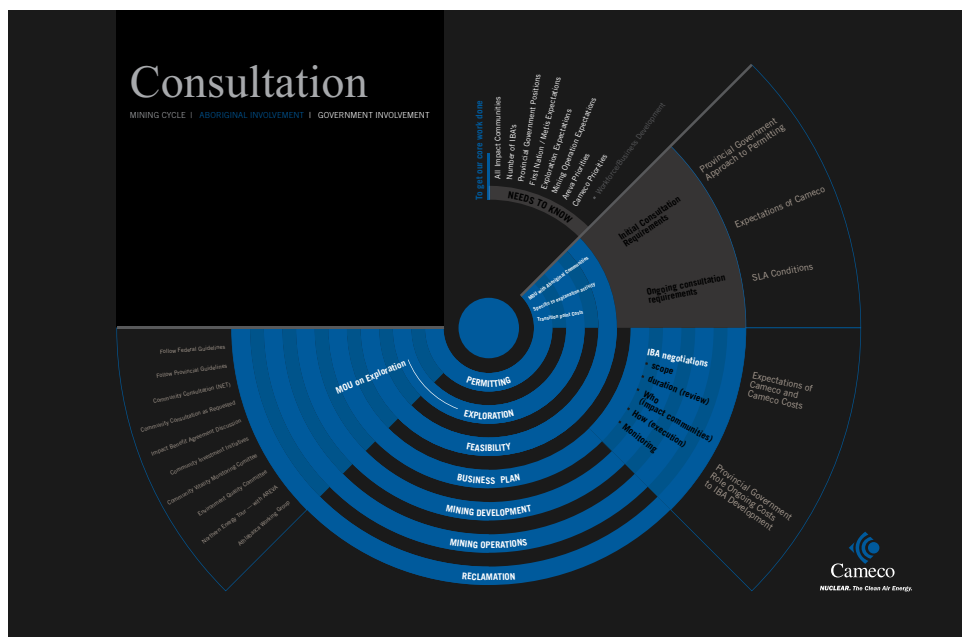 Consultation
MINING CYCLE I ABORIGINAL INVOLVEMENT I GOVERNMENT INVOLVEMENT
To get our core work done
All Impact Communities
Number of IBA's
Provincial Government Positions
First Nation / Metis Expectations
Exploration Expectations
Mining Operation Expectations
Areva Priorities
Cameco Priorities
• Workforce/Business Development
NEEDS TO KNOW
Initial Consultation
Requirements
Ongoing consultation
requirements
Provincial Government
Approach to Permitting
Expectations of Cameco
SLA Conditions
MOU with Aboriginal Communities
Specific to exploration activity
Transition point Costs
Expectations of
Cameco and
Cameco Costs
Provincial Government
Role Ongoing Costs
to IBA Development
IBA negotiations
• scope
• duration (review)
• Who
(impact communities)
• How (execution)
• Monitoring
MOU on Exploration
PERMITTING
EXPLORATION
FEASIBILITY
BUSINESS PLAN
MINING DEVELOPMENT
MINING OPERATIONS
RECLAMATION
Follow Federal Guidelines
Follow Provincial Guidelines
Community Consultation (NET)
Community Consultation as Requested
Impact Benefit Agreement Discussion
Community Investment Initiatives
Community Vitality Monitoring Committee
Environment Quality Committee
Northern Energy Tour — with AREVA
Athabasca Working Group
Cameco
NUCLEAR. The Clean Air Energy.